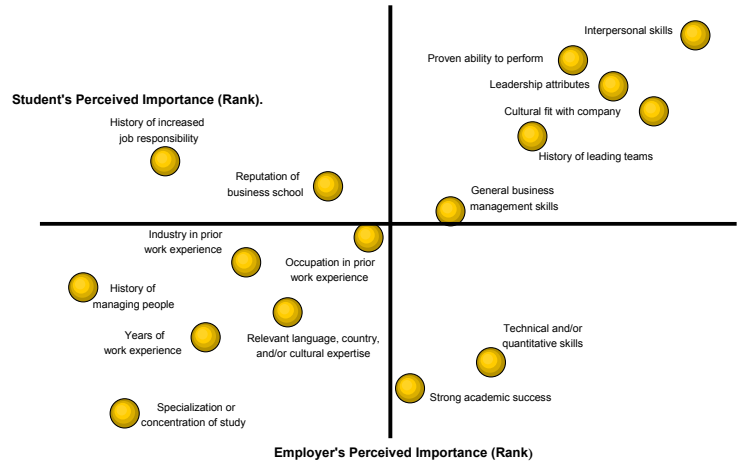 Interpersonal skills
Proven ability to perform
Leadership attributes
Student's Perceived Importance (Rank).
Cultural fit with company
History of increased
job responsibility
History of leading teams
Reputation of
business school
General business
management skills
Industry in prior
work experience
Occupation in prior
work experience
History of
managing people
Years of
work experience
Relevant language, country,
and/or cultural expertise
Technical and/or
quantitative skills
Strong academic success
Specialization or
concentration of study
Employer's Perceived Importance (Rank)